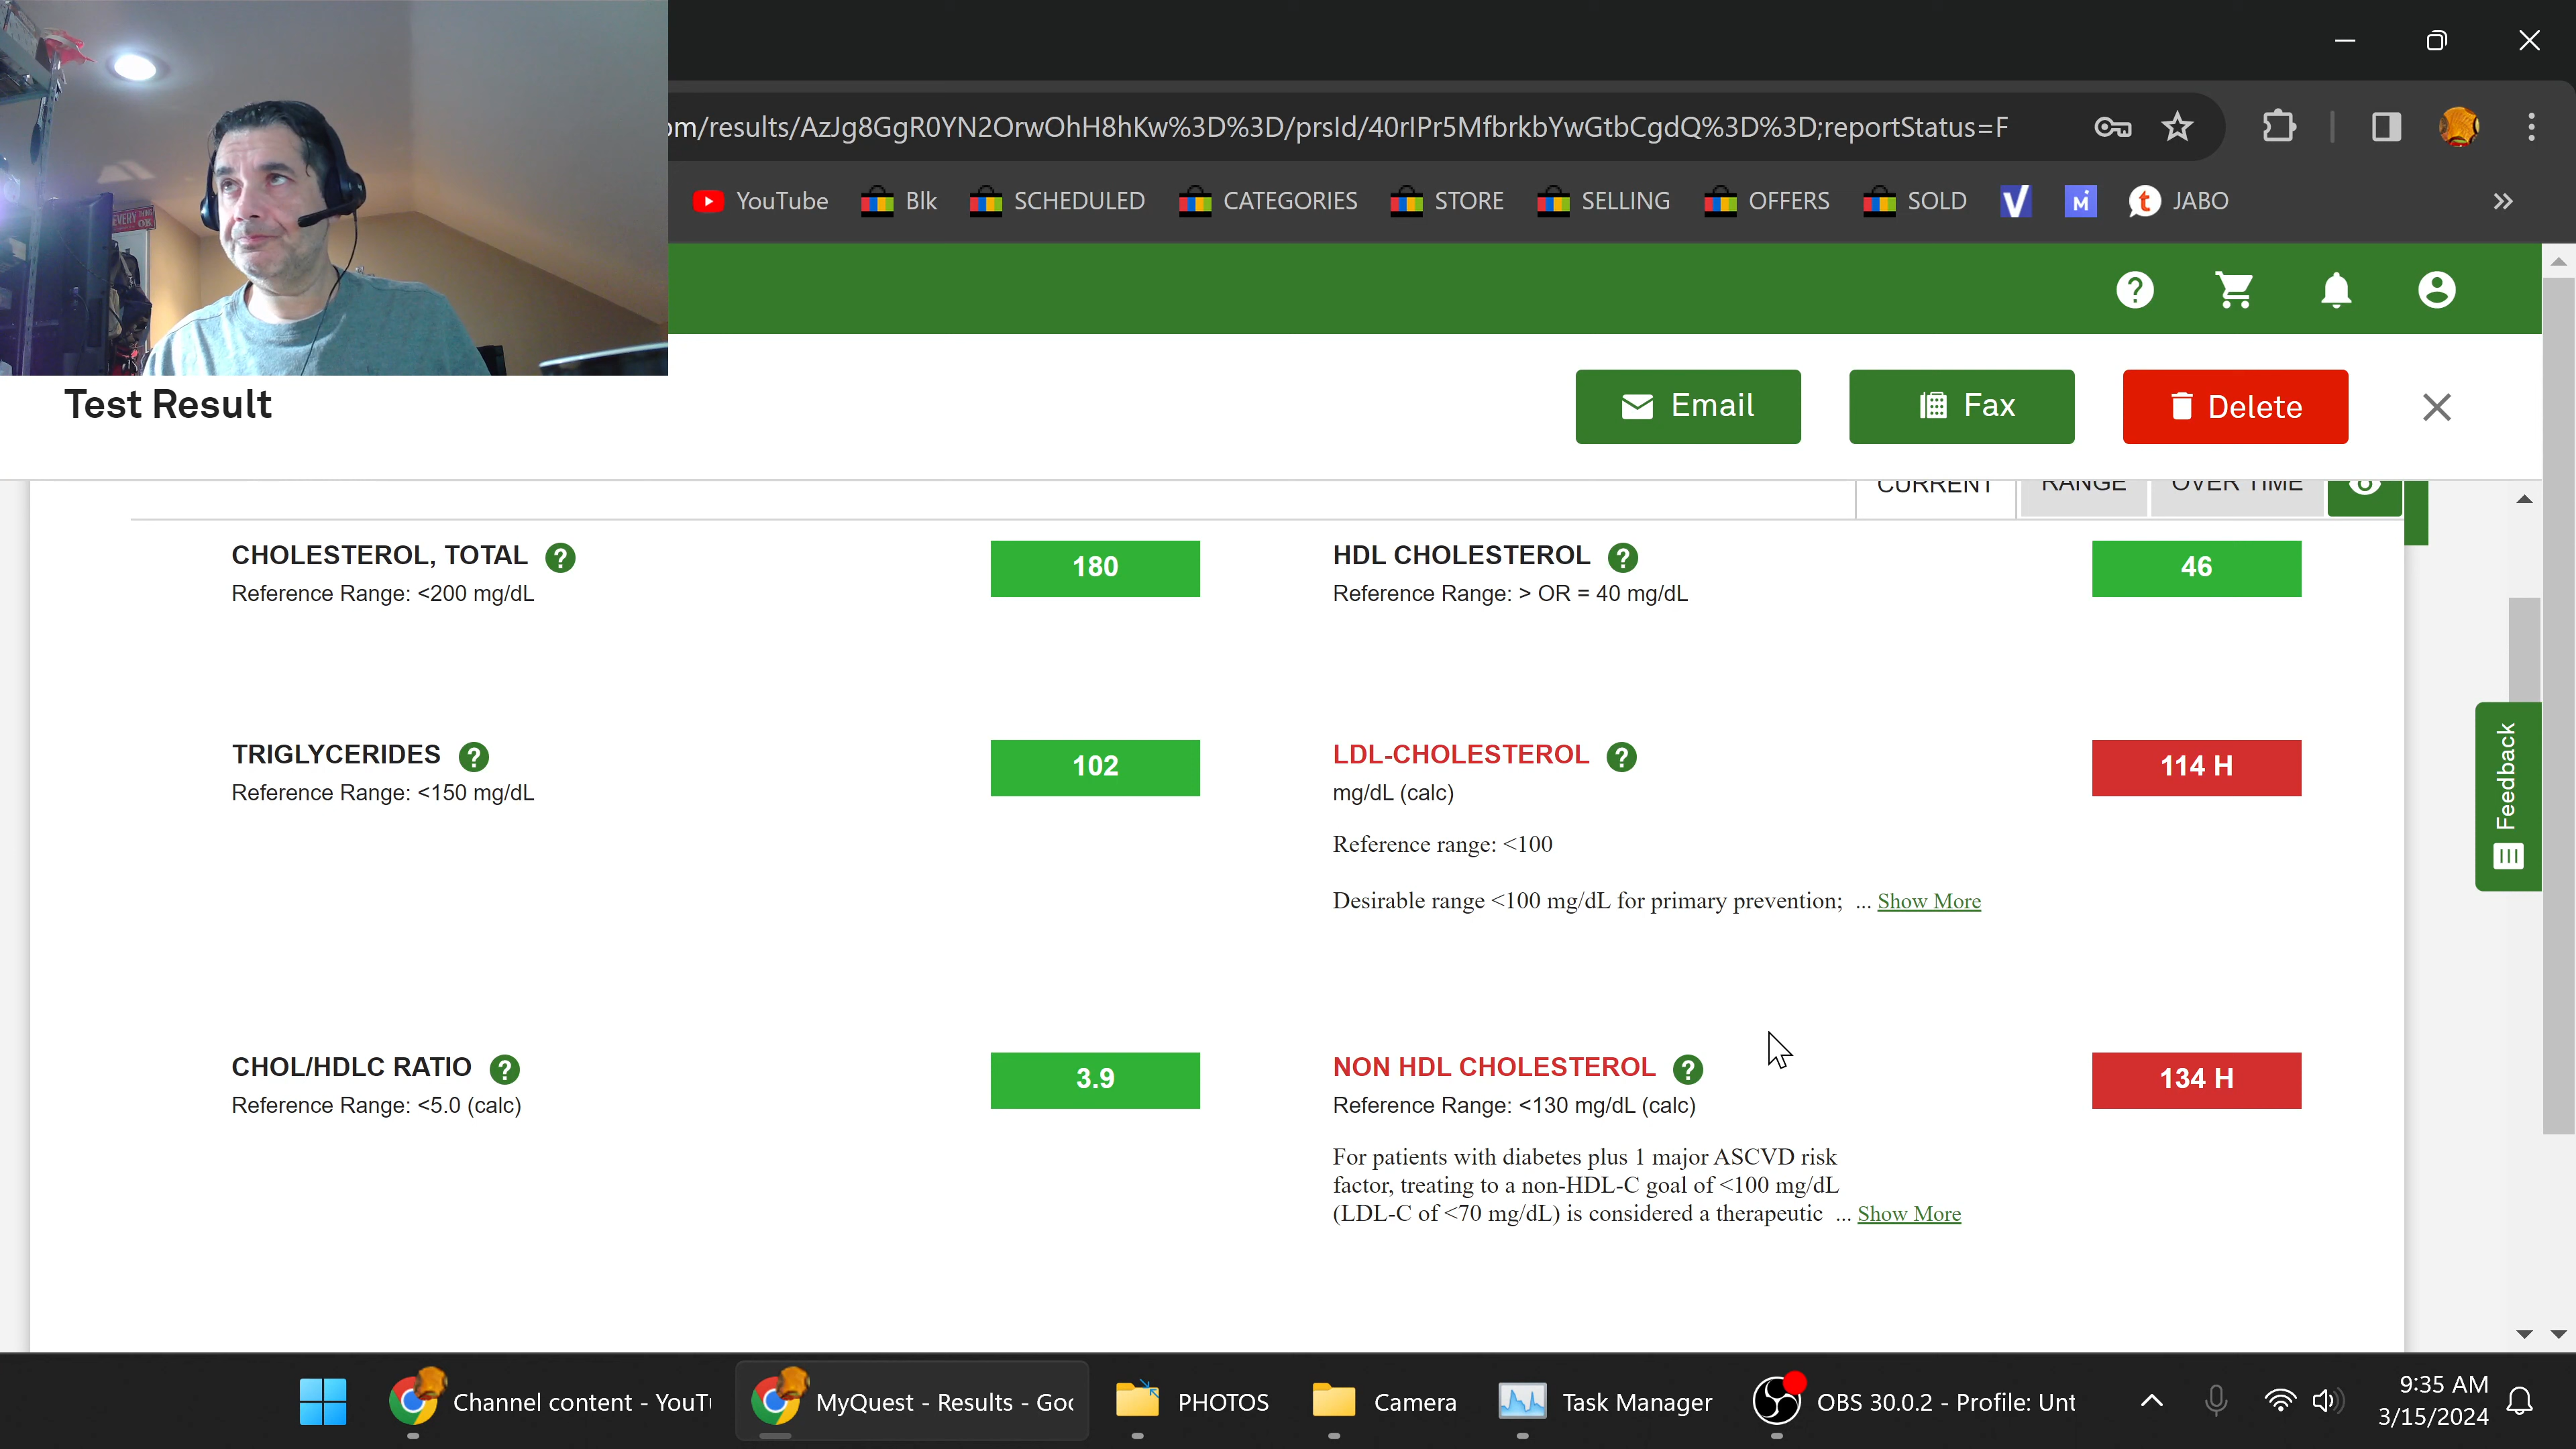 EVERY THING
OK
om/results/AzJg8GgR0YN2OrwOhH8hKw%3D%3D/prsId/40rIPr5MfbrkbYwGtbCgdQ%3D%3D;reportStatus=F
YouTube Blk SCHEDULED CATEGORIES STORE SELLING OFFERS SOLD JABO
Test Result
Email Fax Delete
CURRENT RANGE OVER TIME
CHOLESTEROL, TOTAL
Reference Range: <200 mg/dL
180
HDL CHOLESTEROL
Reference Range: > OR = 40 mg/dL
46
TRIGLYCERIDES
Reference Range: <150 mg/dL
102
LDL-CHOLESTEROL
mg/dL (calc)
114 H
Reference range: <100
Desirable range <100 mg/dL for primary prevention; ... Show More
CHOL/HDLC RATIO
Reference Range: <5.0 (calc)
3.9
NON HDL CHOLESTEROL
Reference Range: <130 mg/dL (calc)
134 H
For patients with diabetes plus 1 major ASCVD risk
factor, treating to a non-HDL-C goal of <100 mg/dL
(LDL-C of <70 mg/dL) is considered a therapeutic ... Show More
Feedback
Channel content - YouTu MyQuest - Results - Goo PHOTOS Camera Task Manager OBS 30.0.2 - Profile: Unt
9:35 AM
3/15/2024